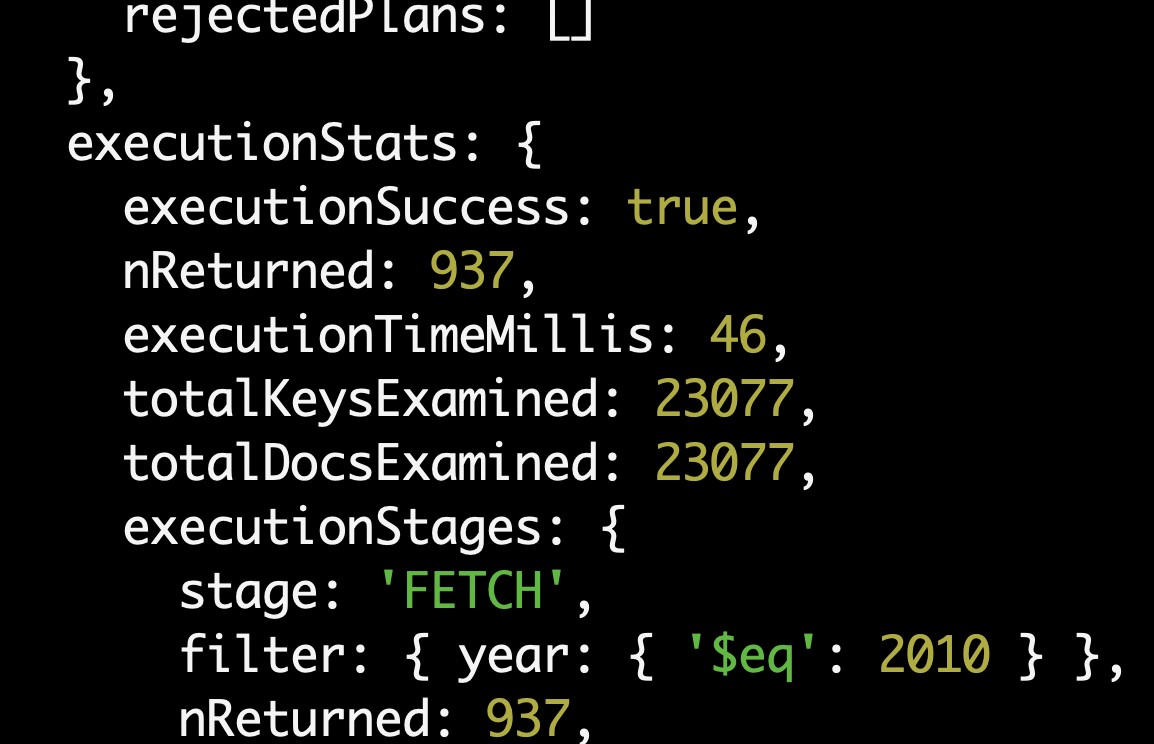 rejectedPlans: []
},
executionStats: {
executionSuccess: true,
nReturned: 937,
executionTimeMillis: 46,
totalKeysExamined: 23077,
totalDocsExamined: 23077,
executionStages: {
stage: 'FETCH',
filter: { year: { '$eq': 2010 } },
nReturned: 937,